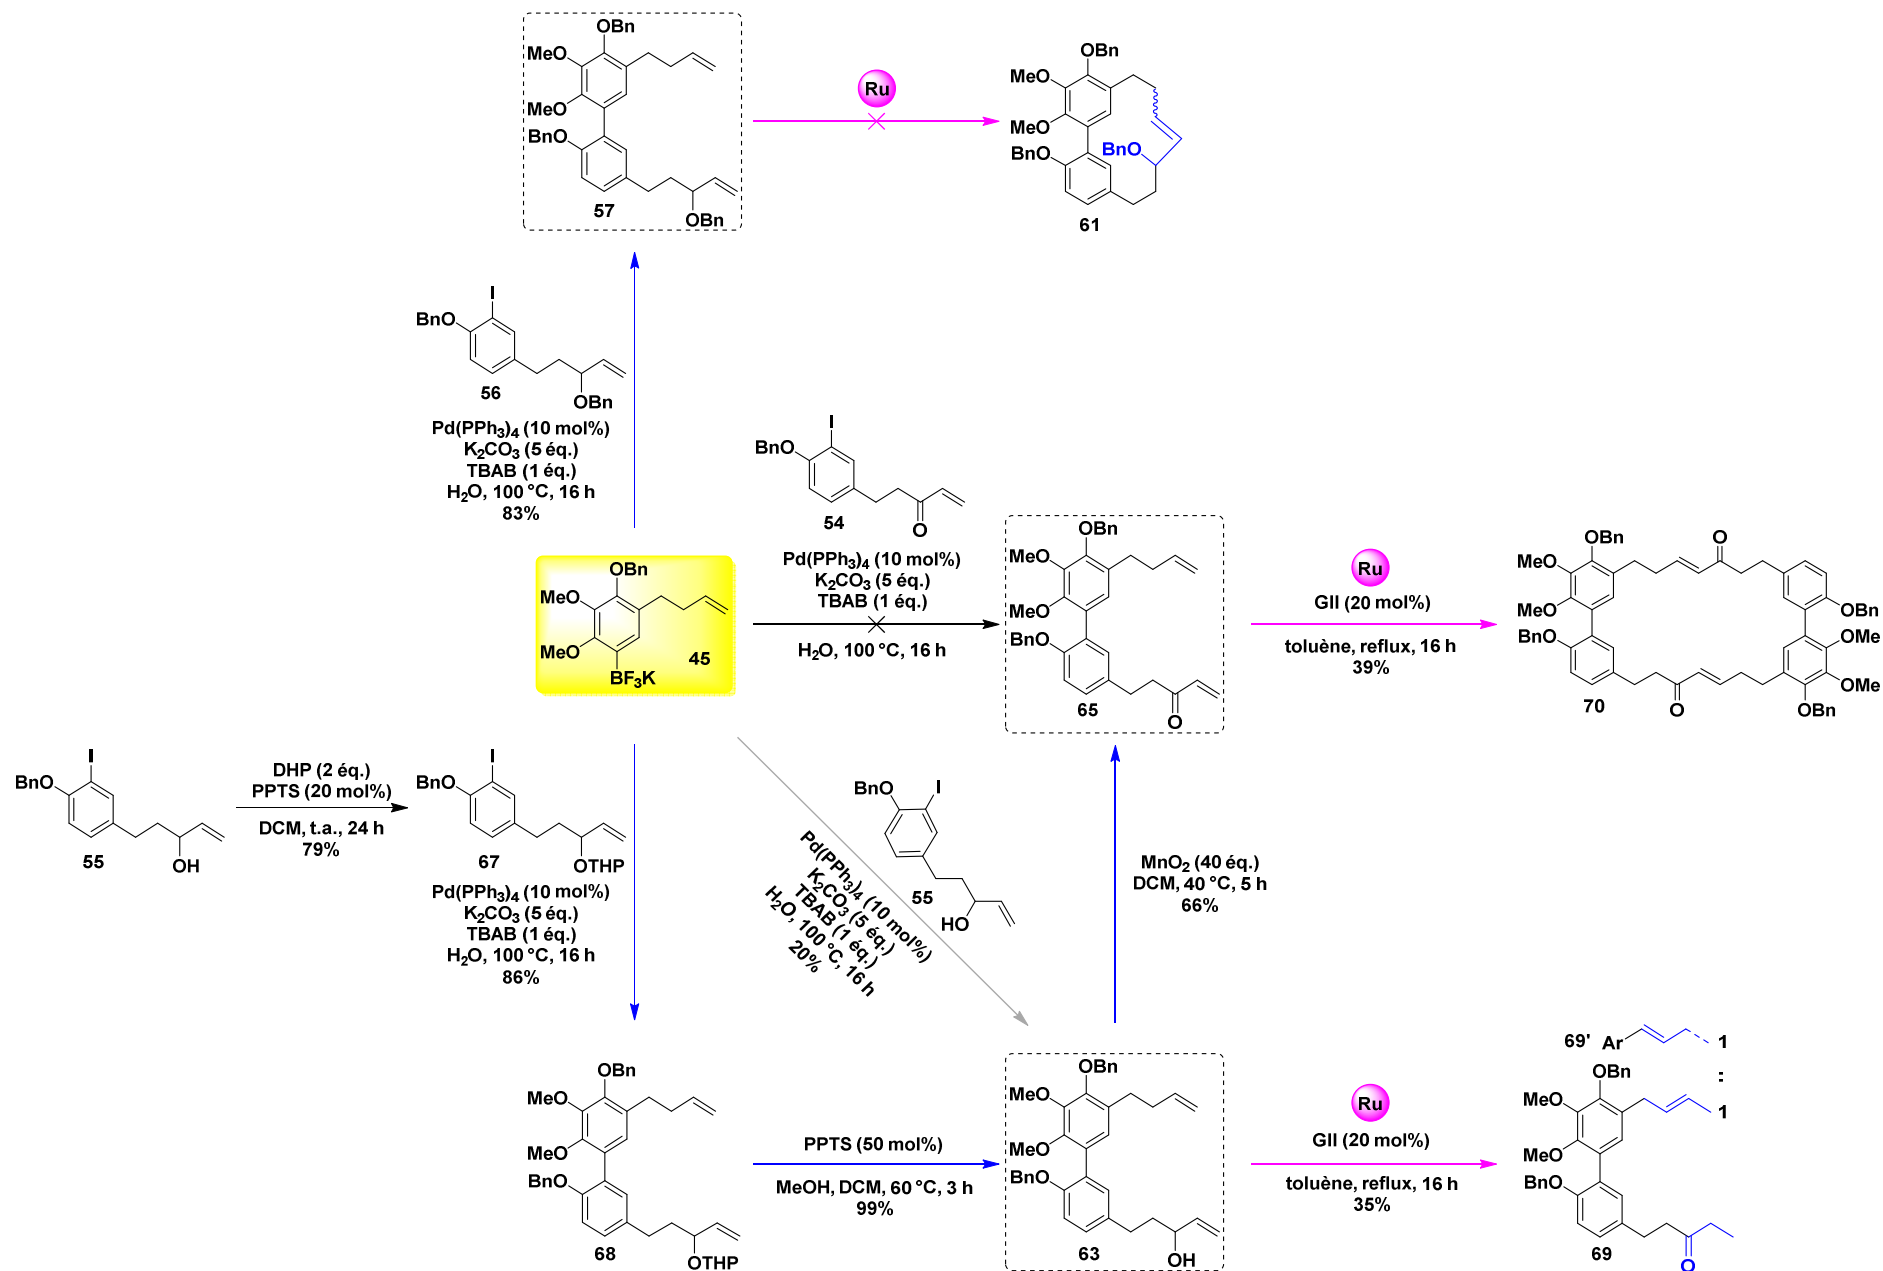 OBn
MeO
MeO
BnO
57
OBn
Ru
OBn
MeO
MeO
BnO
BnO
61
I
BnO
56
OBn
Pd(PPh3)4 (10 mol%)
K2CO3 (5 éq.)
TBAB (1 éq.)
H2O, 100 °C, 16 h
83%
I
BnO
54
O
Pd(PPh3)4 (10 mol%)
K2CO3 (5 éq.)
TBAB (1 éq.)
H2O, 100 °C, 16 h
OBn
MeO
MeO
BF3K
45
OBn
MeO
MeO
BnO
65
O
Ru
GII (20 mol%)
toluène, reflux, 16 h
39%
OBn
MeO
MeO
BnO
O
OBn
OMe
OMe
OBn
O
70
I
BnO
55
OH
DHP (2 éq.)
PPTS (20 mol%)
DCM, t.a., 24 h
79%
I
BnO
67
OTHP
Pd(PPh3)4 (10 mol%)
K2CO3 (5 éq.)
TBAB (1 éq.)
H2O, 100 °C, 16 h
86%
I
BnO
55
HO
Pd(PPh3)4 (10 mol%)
K2CO3 (5 éq.)
TBAB (1 éq.)
H2O, 100 °C, 16 h
20%
MnO2 (40 éq.)
DCM, 40 °C, 5 h
66%
OBn
MeO
MeO
BnO
68
OTHP
PPTS (50 mol%)
MeOH, DCM, 60 °C, 3 h
99%
OBn
MeO
MeO
BnO
63
OH
Ru
GII (20 mol%)
toluène, reflux, 16 h
35%
69' Ar 1
:
OBn
1
MeO
MeO
BnO
69
O